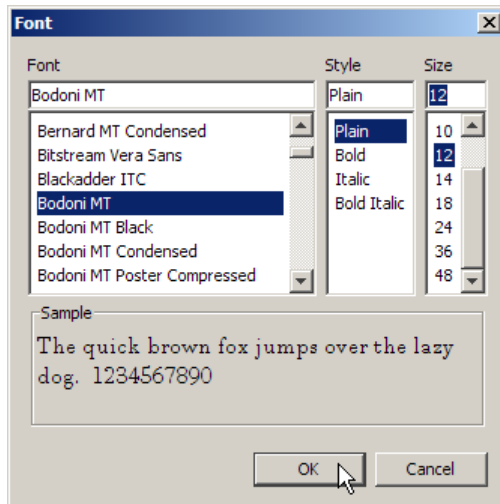 Font
Font
Bodoni MT
Bernard MT Condensed
Bitstream Vera Sans
Blackadder ITC
Bodoni MT
Bodoni MT Black
Bodoni MT Condensed
Bodoni MT Poster Compressed
Style
Plain
Plain
Bold
Italic
Bold Italic
Size
12
10
12
14
18
24
36
48
Sample
The quick brown fox jumps over the lazy
dog. 1234567890
OK
Cancel